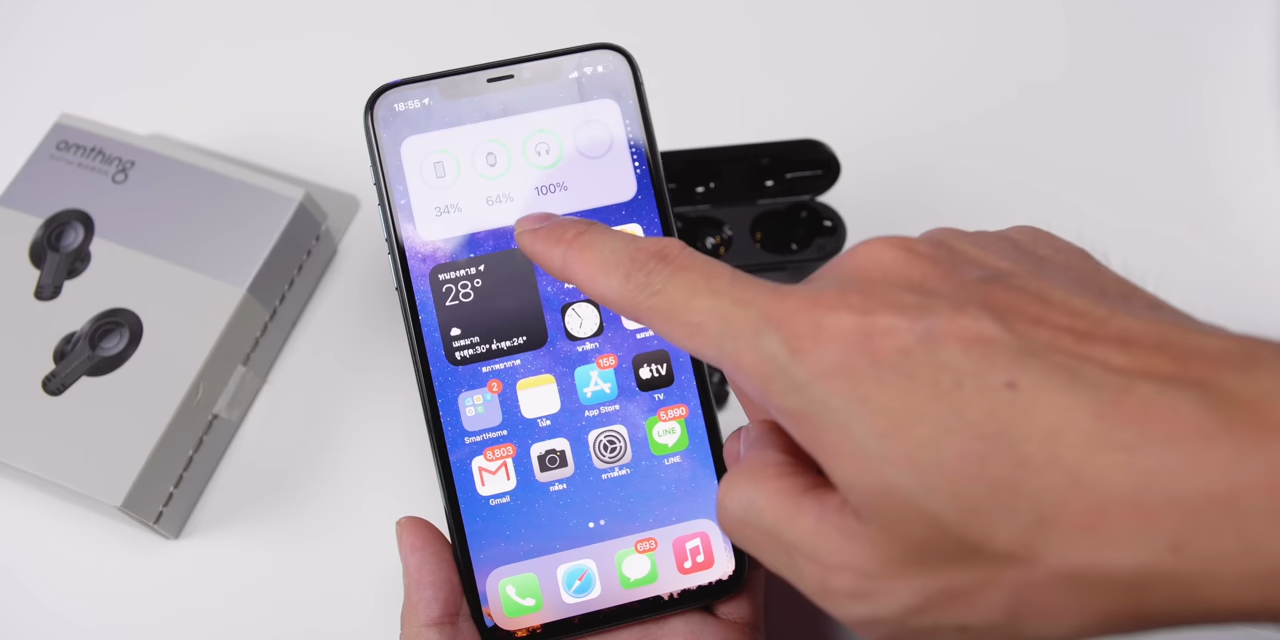 omthing
18:55
34%
64%
100%
หนองคาย
28°
เมฆมาก
สูงสุด:30° ต่ำสุด:24°
สภาพอากาศ
นาฬิกา
2
SmartHome
โน้ต
155
App Store
tv
TV
8,803
Gmail
กล้อง
การตั้งค่า
5,890
LINE
LINE
693